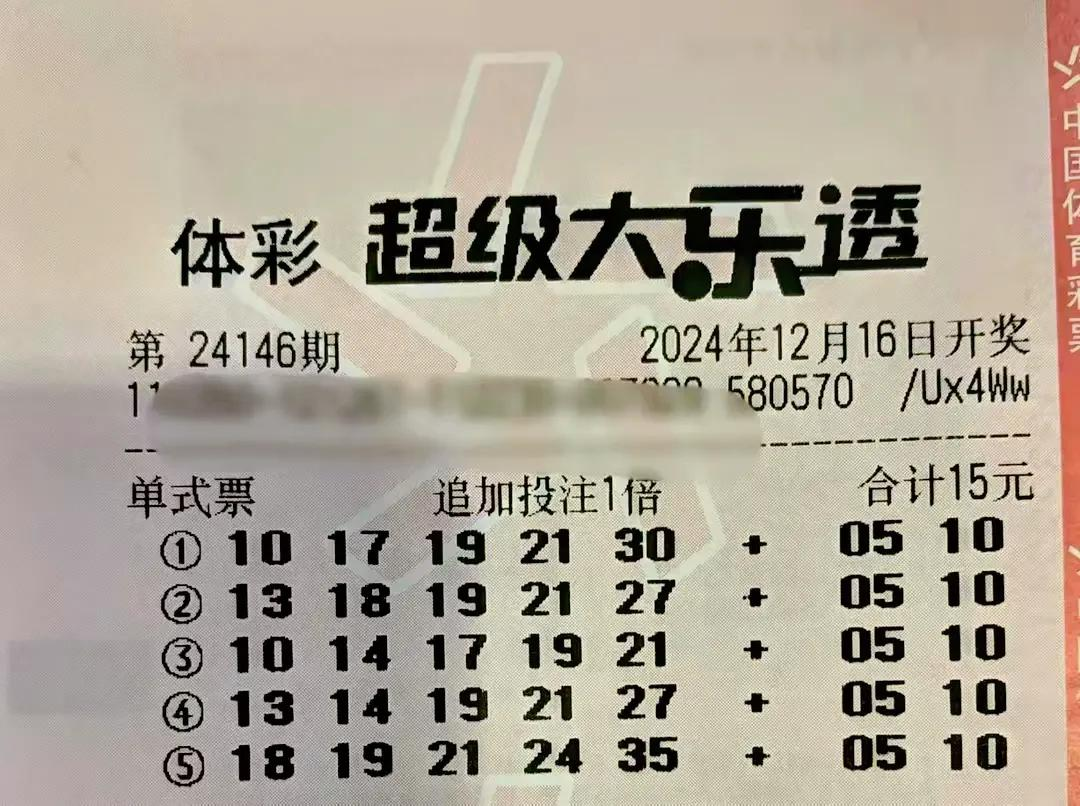 体彩 超级大乐透
第 24146期 2024年12月16日开奖
580570 /Ux4Ww
单式票 追加投注1倍 合计15元
① 10 17 19 21 30 + 05 10
② 13 18 19 21 27 + 05 10
③ 10 14 17 19 21 + 05 10
④ 13 14 19 21 27 + 05 10
⑤ 18 19 21 24 35 + 05 10
中国体育彩票